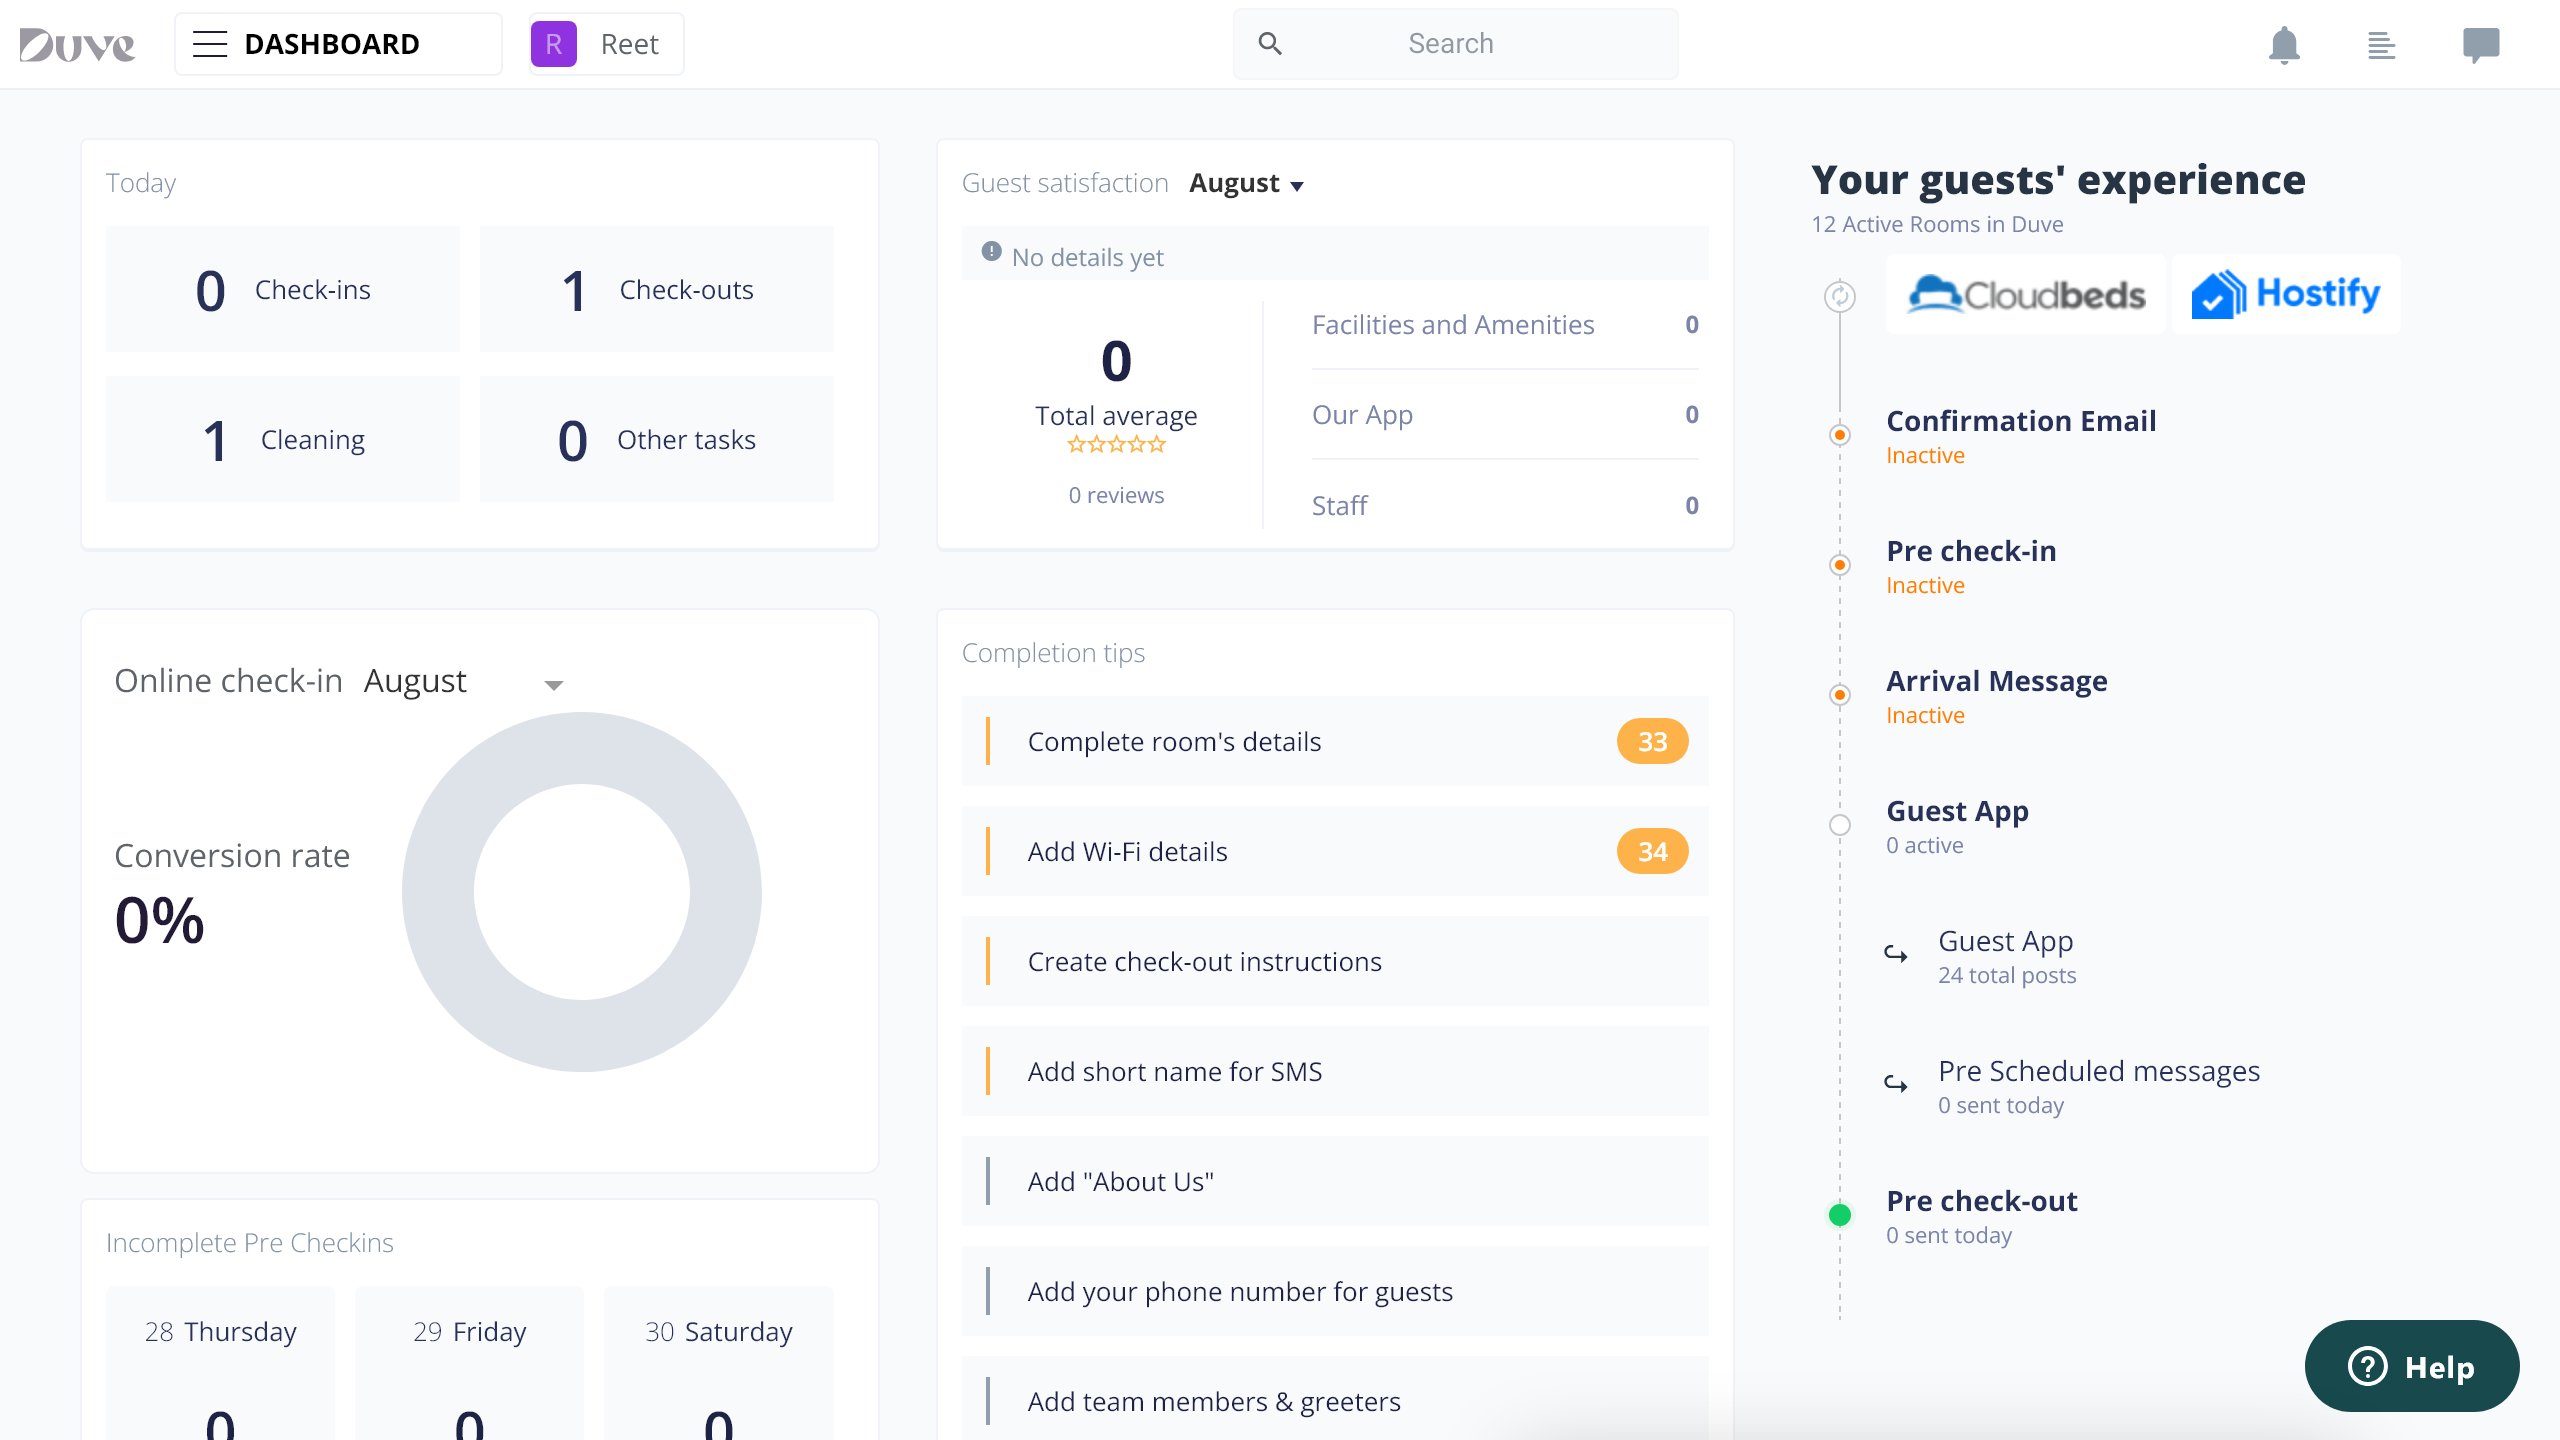 Duve
DASHBOARD
R Reet
Search
Today
0 Check-ins
1 Check-outs
1 Cleaning
0 Other tasks
Guest satisfaction August
No details yet
0
Total average
0 reviews
Facilities and Amenities 0
Our App 0
Staff 0
Online check-in August
Conversion rate
0%
Incomplete Pre Checkins
28 Thursday
0
29 Friday
0
30 Saturday
0
Completion tips
Complete room's details 33
Add Wi-Fi details 34
Create check-out instructions
Add short name for SMS
Add "About Us"
Add your phone number for guests
Add team members & greeters
Your guests' experience
12 Active Rooms in Duve
Cloudbeds
Hostify
Confirmation Email
Inactive
Pre check-in
Inactive
Arrival Message
Inactive
Guest App
0 active
Guest App
24 total posts
Pre Scheduled messages
0 sent today
Pre check-out
0 sent today
Help